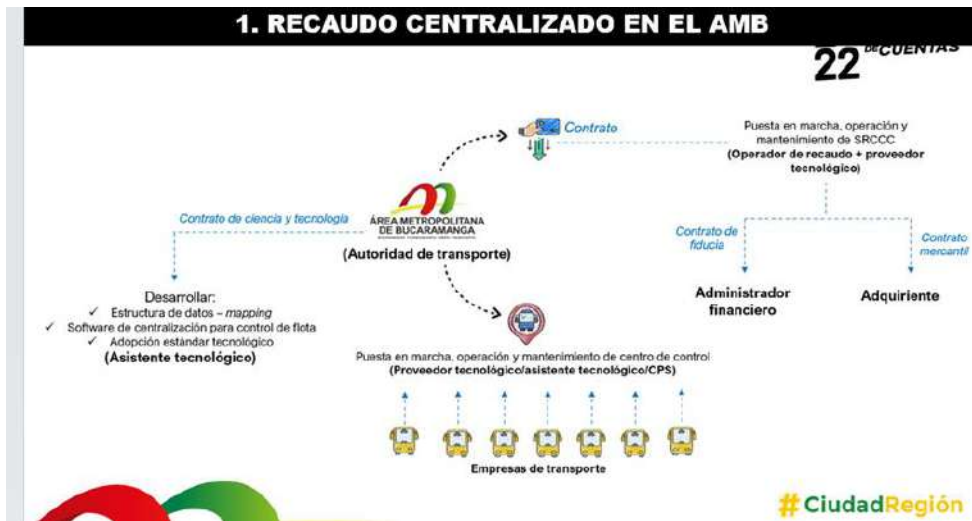 1. RECAUDO CENTRALIZADO EN EL AMB
22 DE CUENTAS
Contrato
Puesta en marcha, operación y
mantenimiento de SRCCC
(Operador de recaudo + proveedor
tecnológico)
Contrato de ciencia y tecnología
ÁREA METROPOLITANA
DE BUCARAMANGA
(Autoridad de transporte)
Contrato de
fiducia
Contrato
mercantil
Administrador
financiero
Adquiriente
Desarrollar:
✓ Estructura de datos – mapping
✓ Software de centralización para control de flota
✓ Adopción estándar tecnológico
(Asistente tecnológico)
Puesta en marcha, operación y mantenimiento de centro de control
(Proveedor tecnológico/asistente tecnológico/CPS)
Empresas de transporte
#CiudadRegión